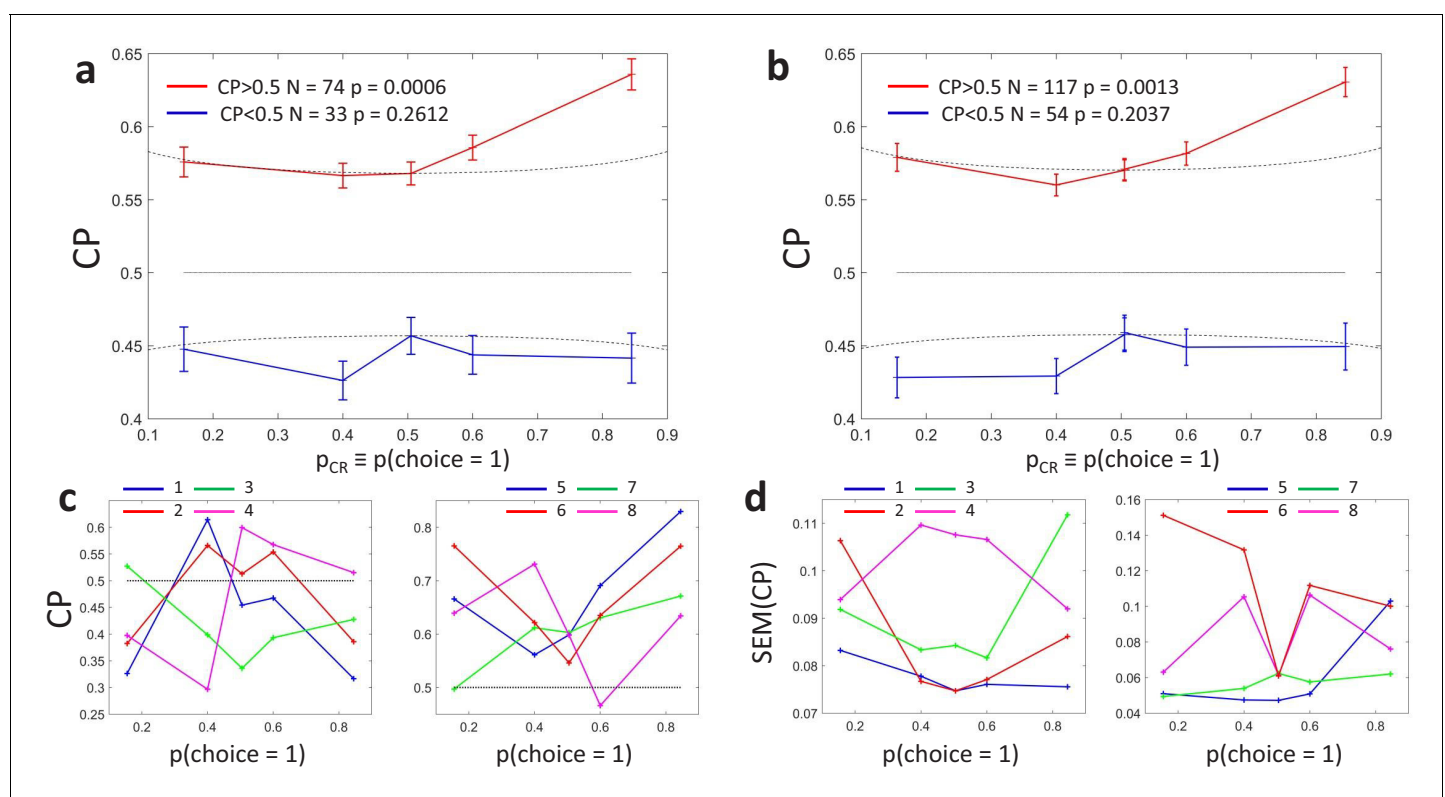 a
CP>0.5 N = 74 p = 0.0006
CP<0.5 N = 33 p = 0.2612
0.65
0.6
0.55
0.5
0.45
0.4
CP
0.1 0.2 0.3 0.4 0.5 0.6 0.7 0.8 0.9
pCR ≡ p(choice = 1)
b
CP>0.5 N = 117 p = 0.0013
CP<0.5 N = 54 p = 0.2037
0.65
0.6
0.55
0.5
0.45
0.4
CP
0.1 0.2 0.3 0.4 0.5 0.6 0.7 0.8 0.9
pCR ≡ p(choice = 1)
c
1 3
2 4
0.6
0.55
0.5
0.45
0.4
0.35
0.3
0.25
CP
0.2 0.4 0.6 0.8
p(choice = 1)
5 7
6 8
0.8
0.7
0.6
0.5
0.2 0.4 0.6 0.8
p(choice = 1)
d
1 3
2 4
0.11
0.1
0.09
0.08
0.07
SEM(CP)
0.2 0.4 0.6 0.8
p(choice = 1)
5 7
6 8
0.16
0.14
0.12
0.1
0.08
0.06
0.04
0.2 0.4 0.6 0.8
p(choice = 1)